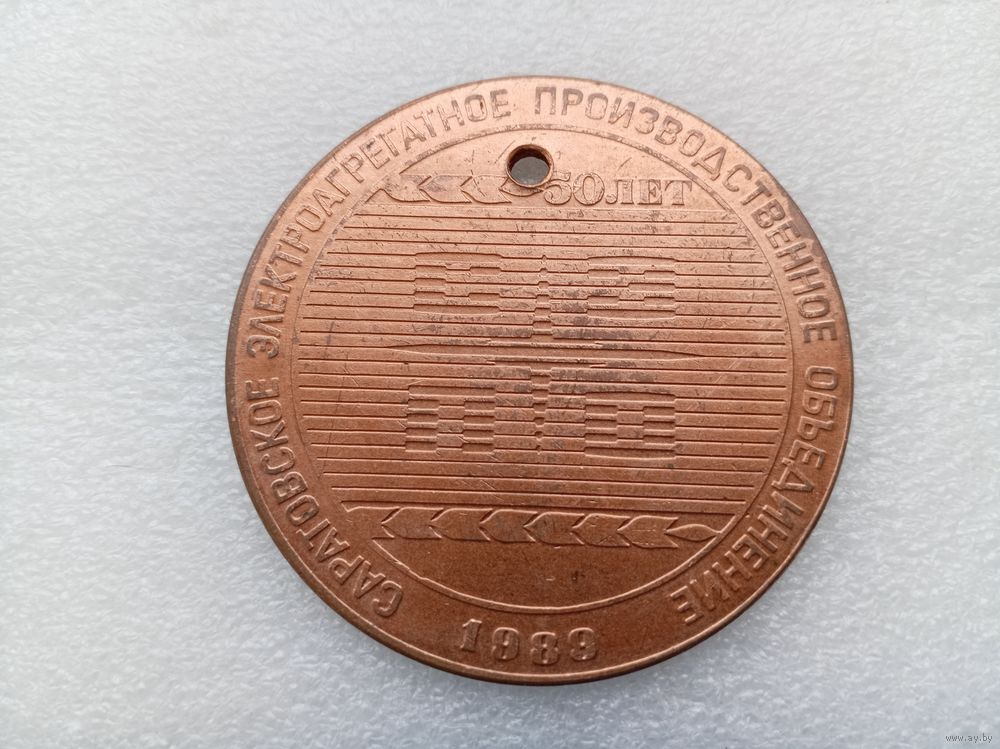 САРАТОВСКОЕ ЭЛЕКТРОАГРЕГАТНОЕ ПРОИЗВОДСТВЕННОЕ ОБЪЕДИНЕНИЕ
50 ЛЕТ
1989
www.ay.by